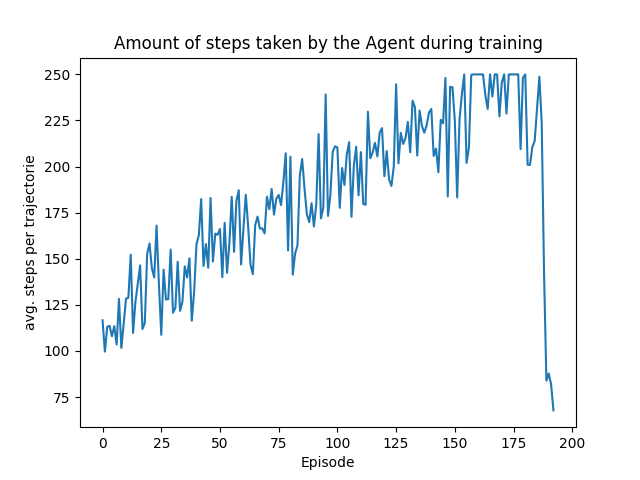 Amount of steps taken by the Agent during training
250
225
200
175
150
125
100
75
avg. steps per trajectorie
0 25 50 75 100 125 150 175 200
Episode